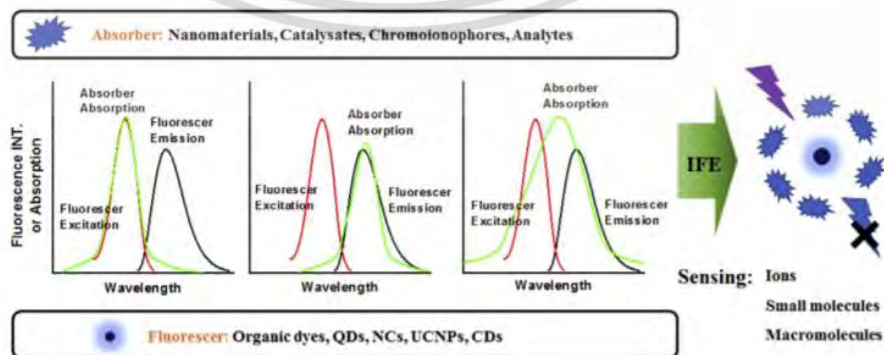 Absorber: Nanomaterials, Catalysates, Chromoionophores, Analytes
Fluorescence INT.
or Absorption
Absorber
Absorption
Fluorescer
Emission
Fluorescer
Excitation
Wavelength
Absorber
Absorption
Fluorescer
Excitation
Fluorescer
Emission
Wavelength
Absorber
Absorption
Fluorescer
Excitation
Fluorescer
Emission
Wavelength
IFE
Sensing: Ions
Small molecules
Macromolecules
Fluorescer: Organic dyes, QDs, NCs, UCNPs, CDs